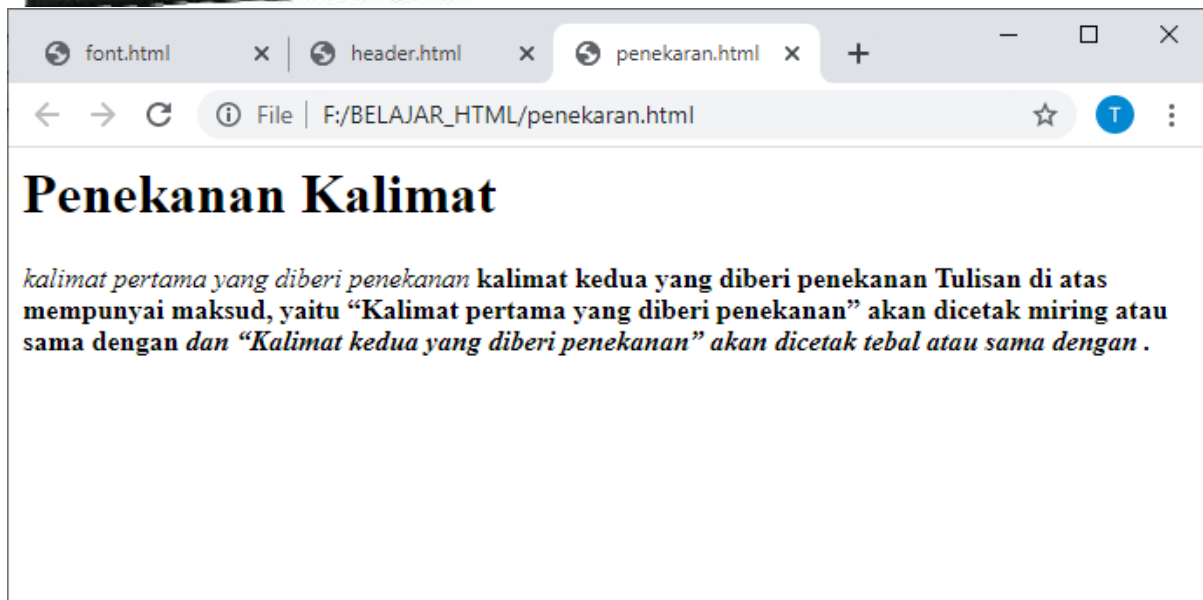 font.html
header.html
penekaran.html
File | F:/BELAJAR_HTML/penekaran.html
T
Penekanan Kalimat
kalimat pertama yang diberi penekanan kalimat kedua yang diberi penekanan Tulisan di atas
mempunyai maksud, yaitu “Kalimat pertama yang diberi penekanan” akan dicetak miring atau
sama dengan dan “Kalimat kedua yang diberi penekanan” akan dicetak tebal atau sama dengan .